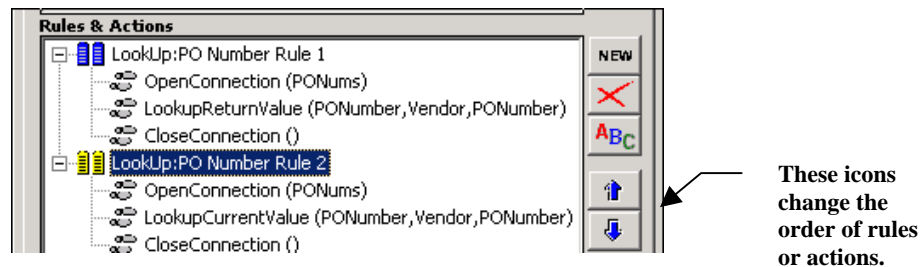 Rules & Actions
LookUp:PO Number Rule 1
OpenConnection (PONums)
LookupReturnValue (PONumber,Vendor,PONumber)
CloseConnection ()
LookUp:PO Number Rule 2
OpenConnection (PONums)
LookupCurrentValue (PONumber,Vendor,PONumber)
CloseConnection ()
NEW
ABC
These icons
change the
order of rules
or actions.